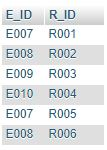 E_ID R_ID
E007 R001
E008 R002
E009 R003
E010 R004
E007 R005
E008 R006